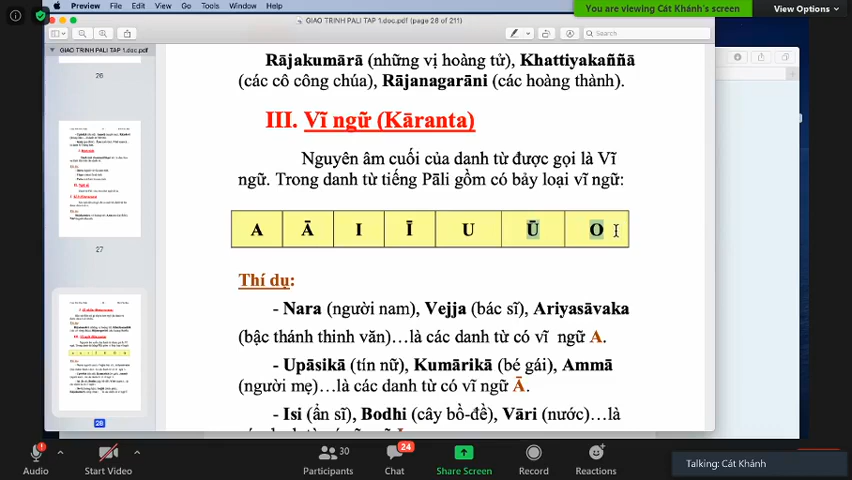 Preview File Edit View Go Tools Window Help
You are viewing Cát Khánh's screen
View Options
GIAO TRINH PALI TAP 1.doc.pdf (page 28 of 211)
Search
GIAO TRINH PALI TAP 1.doc.pdf
26
27
28
Rājakumārā (những vị hoàng tử), Khattiyakaññā
(các cô công chúa), Rājanagarāni (các hoàng thành).
III. Vĩ ngữ (Kāranta)
Nguyên âm cuối của danh từ được gọi là Vĩ
ngữ. Trong danh từ tiếng Pāli gồm có bảy loại vĩ ngữ:
A Ā I Ī U Ū O
Thí dụ:
- Nara (người nam), Vejja (bác sĩ), Ariyasāvaka
(bậc thánh thinh văn)...là các danh từ có vĩ ngữ A.
- Upāsikā (tín nữ), Kumārikā (bé gái), Ammā
(người mẹ)...là các danh từ có vĩ ngữ Ā.
- Isi (ẩn sĩ), Bodhi (cây bồ-đề), Vāri (nước)...là
Audio
Start Video
Participants
30
Chat
24
Share Screen
Record
Reactions
Talking: Cát Khánh